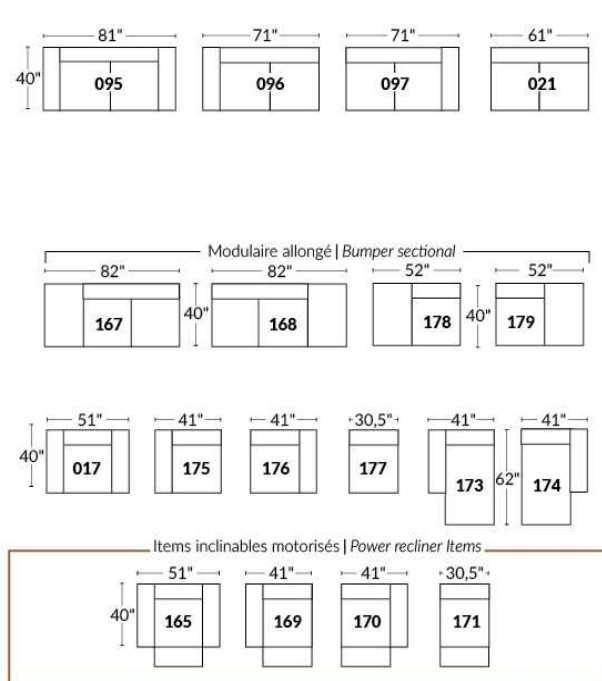 81" 71" 71" 61"
40" 095 096 097 021
Modulaire allongé | Bumper sectional
82" 82" 52" 52"
167 40" 168 178 40" 179
51" 41" 41" 30,5" 41" 41"
40" 017 175 176 177 173 62" 174
Items inclinables motorisés | Power recliner Items
51" 41" 41" 30,5"
40" 165 169 170 171